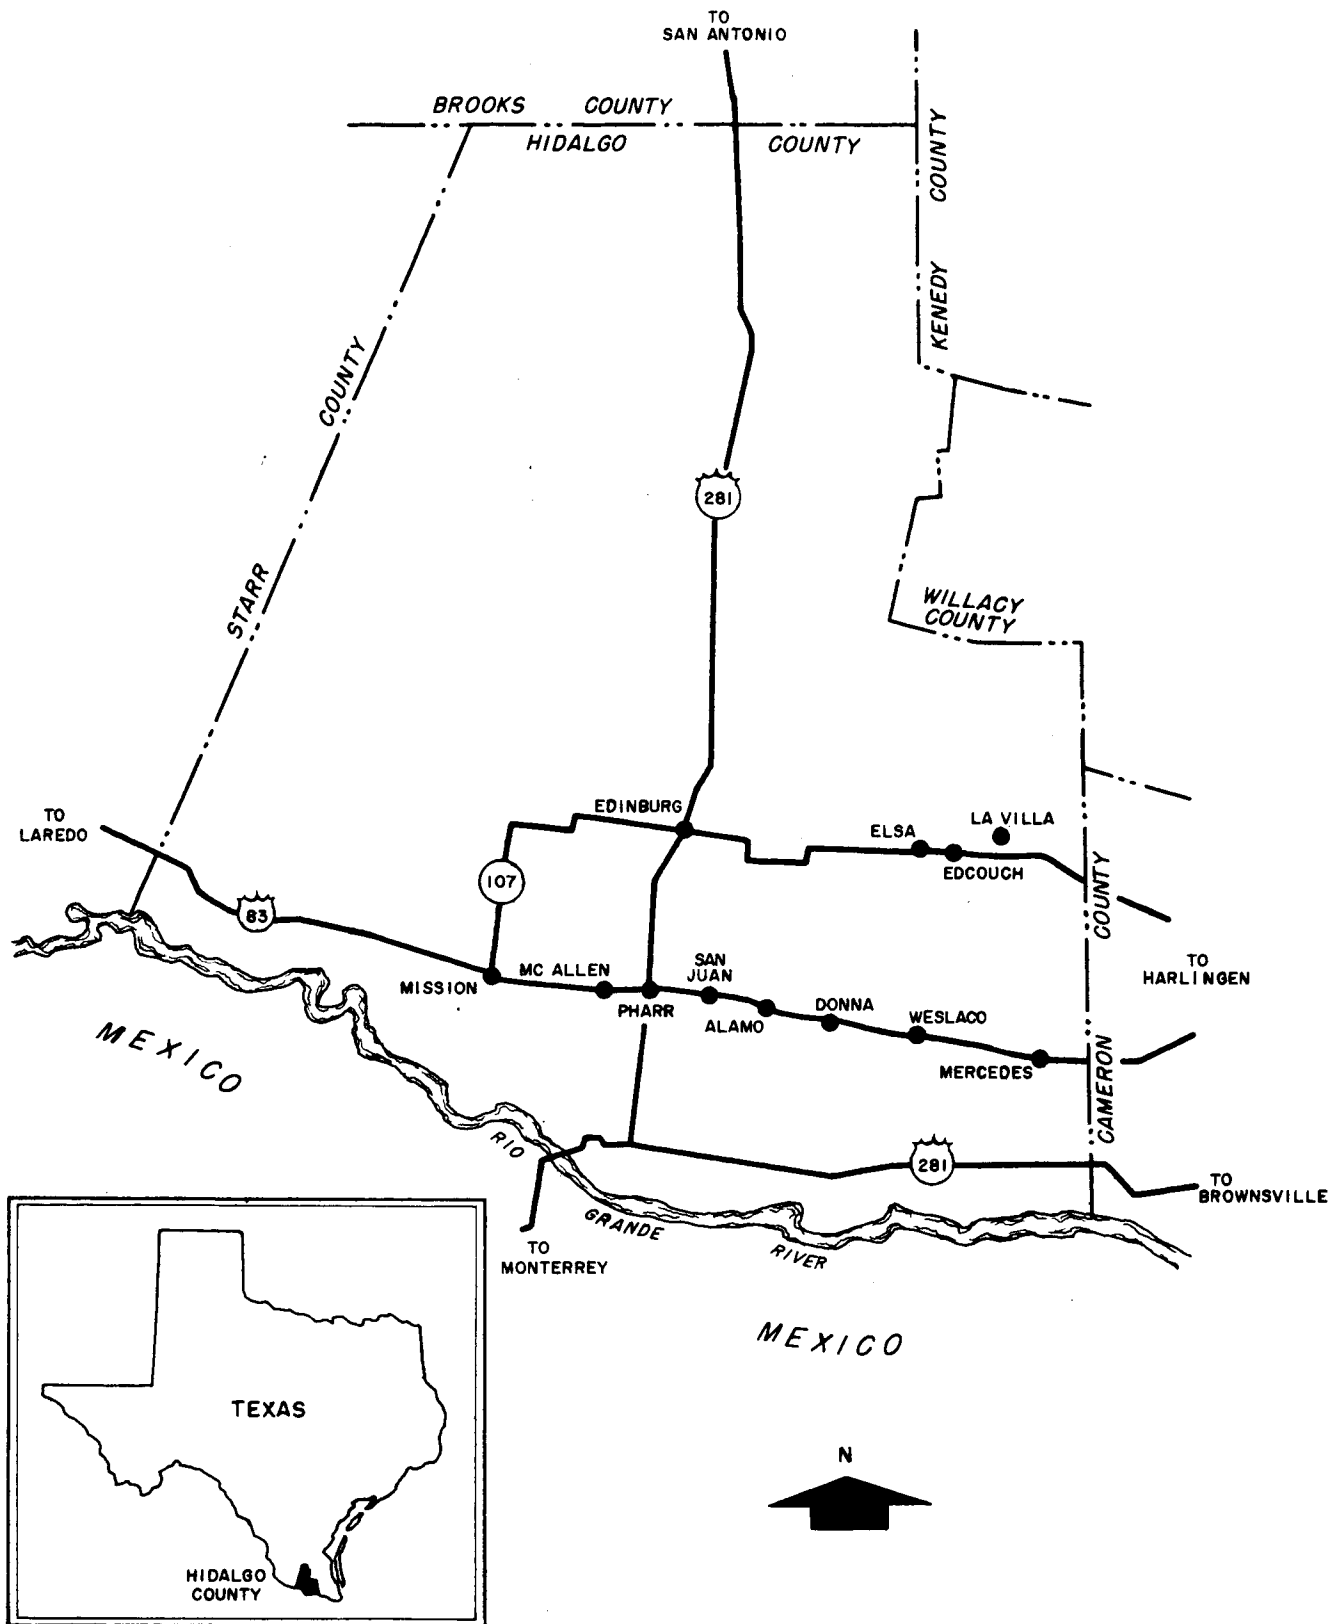 TO
SAN ANTONIO
BROOKS COUNTY
HIDALGO COUNTY
KENEDY COUNTY
STARR COUNTY
281
WILLACY
COUNTY
TO
LAREDO
EDINBURG
ELSA
LA VILLA
EDCOUCH
107
83
MISSION
MC ALLEN
PHARR
SAN
JUAN
ALAMO
DONNA
WESLACO
MERCEDES
CAMERON COUNTY
TO
HARLINGEN
MEXICO
RIO GRANDE RIVER
281
TO
BROWNSVILLE
TO
MONTERREY
MEXICO
TEXAS
HIDALGO
COUNTY
N